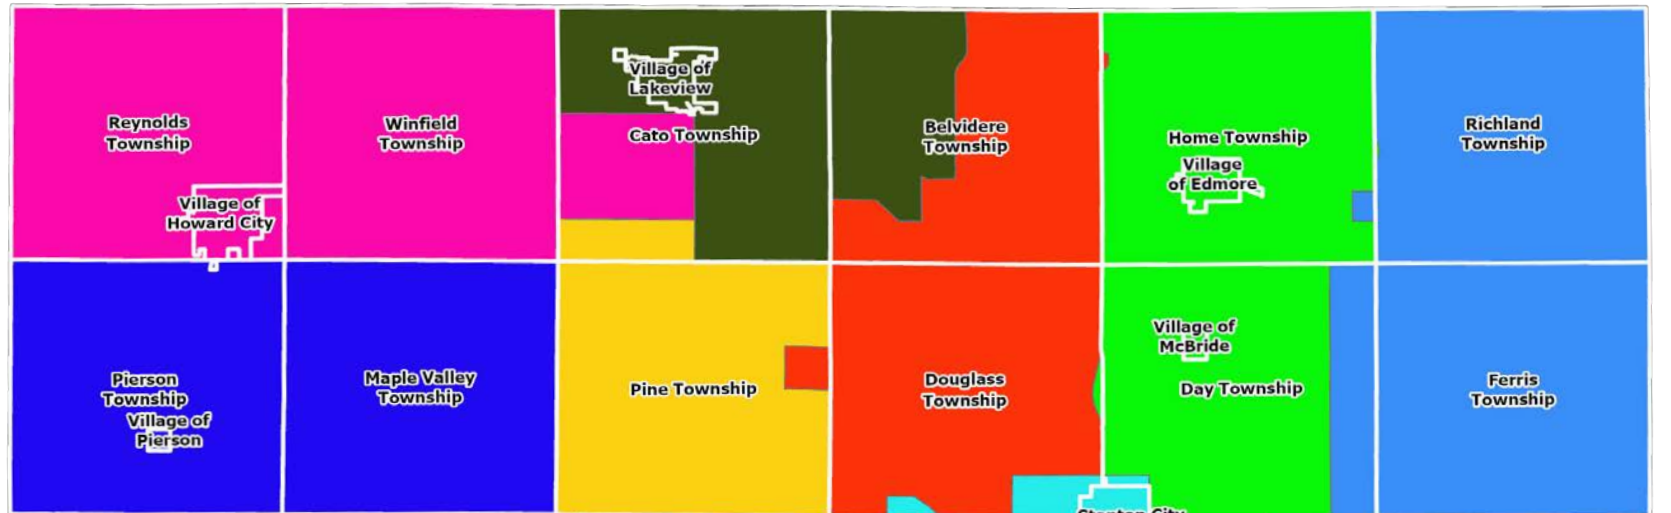 Reynolds
Township
Winfield
Township
Village of
Lakeview
Cato Township
Belvidere
Township
Home Township
Village
of Edmore
Richland
Township
Village of
Howard City
Pierson
Township
Village of
Pierson
Maple Valley
Township
Pine Township
Douglass
Township
Village of
McBride
Day Township
Ferris
Township
Stanton City